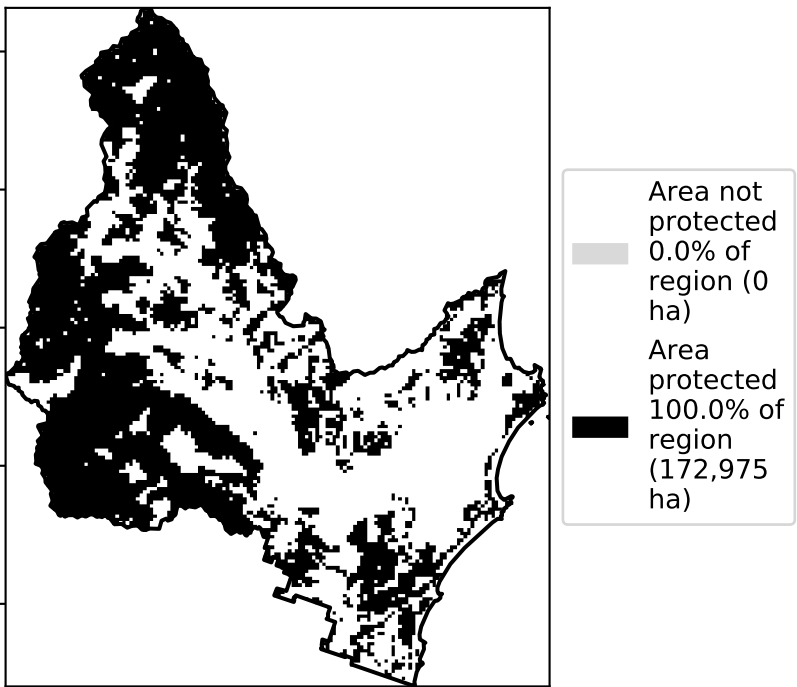 Area not
protected
0.0% of
region (0
ha)
Area
protected
100.0% of
region
(172,975
ha)